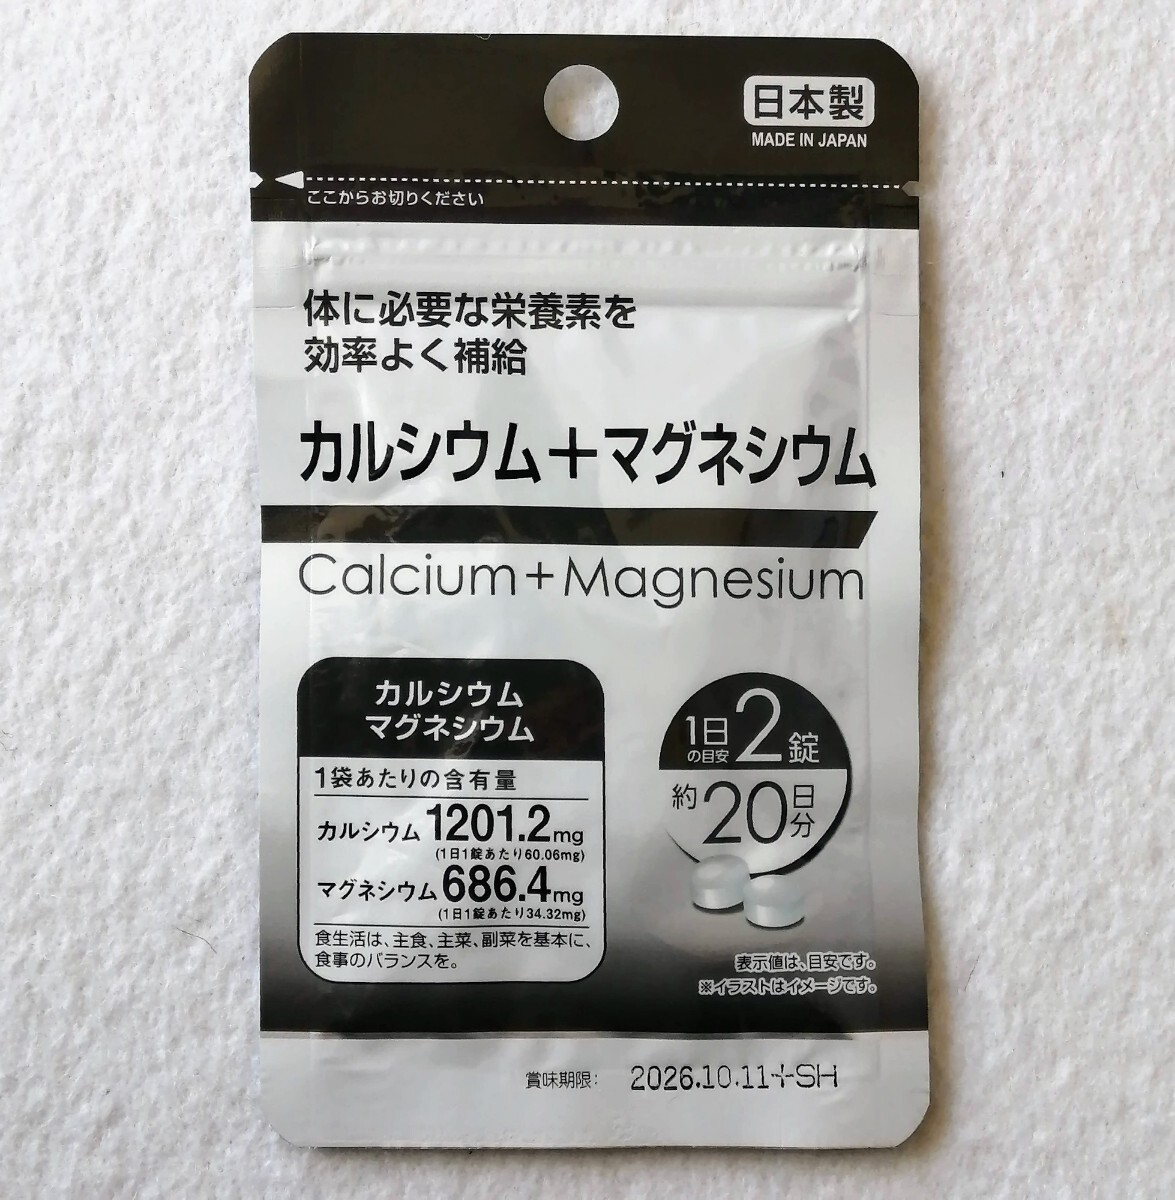 日本製
MADE IN JAPAN
ここからお切りください
体に必要な栄養素を
効率よく補給
カルシウム+マグネシウム
Calcium+Magnesium
カルシウム
マグネシウム
1袋あたりの含有量
カルシウム1201.2mg
(1日1錠あたり60.06mg)
マグネシウム686.4mg
(1日1錠あたり34.32mg)
食生活は、主食、主菜、副菜を基本に、
食事のバランスを。
1日の目安2錠
約20日分
表示値は、目安です。
※イラストはイメージです。
賞味期限: 2026.10.11+SH